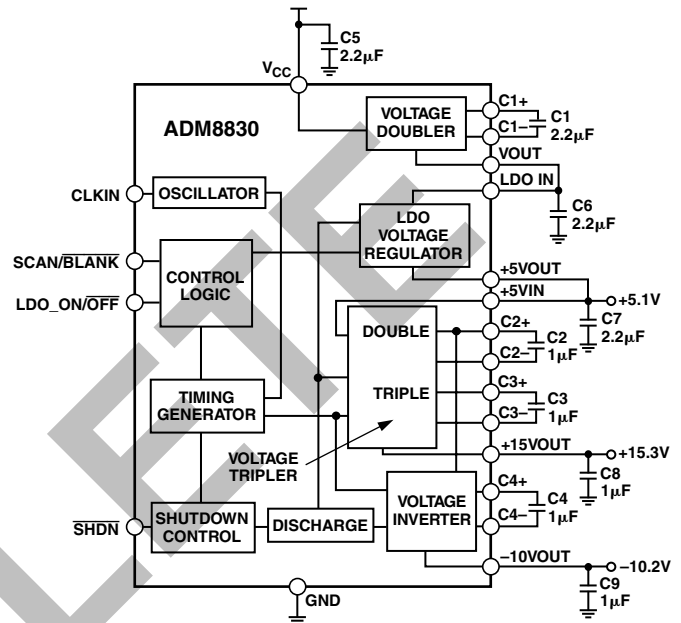 C5
2.2μF
VCC
ADM8830
VOLTAGE
DOUBLER
C1+
C1–
C1
2.2μF
VOUT
LDO IN
CLKIN
OSCILLATOR
LDO
VOLTAGE
REGULATOR
C6
2.2μF
SCAN/BLANK
CONTROL
LOGIC
LDO_ON/OFF
+5VOUT
+5VIN
+5.1V
C7
2.2μF
DOUBLE
C2+
C2–
C2
1μF
TIMING
GENERATOR
TRIPLE
C3+
C3–
C3
1μF
VOLTAGE
TRIPLER
+15VOUT
+15.3V
C8
1μF
SHDN
SHUTDOWN
CONTROL
DISCHARGE
VOLTAGE
INVERTER
C4+
C4–
C4
1μF
–10VOUT
–10.2V
C9
1μF
GND
LETE